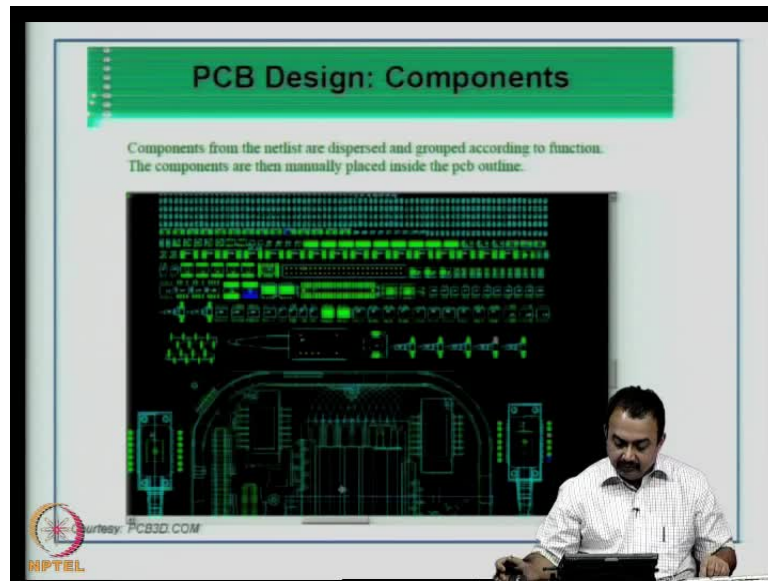 PCB Design: Components
Components from the netlist are dispersed and grouped according to function.
The components are then manually placed inside the pcb outline.
Courtesy: PCB3D.COM
NPTEL